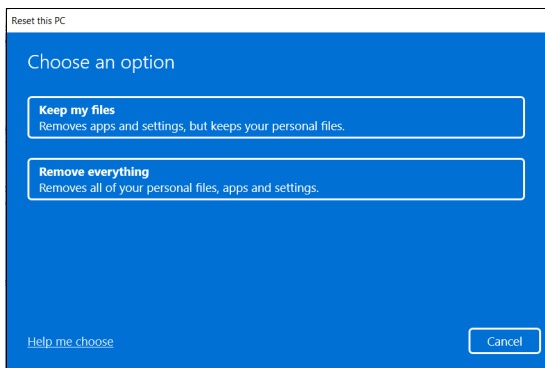 Reset this PC
Choose an option
Keep my files
Removes apps and settings, but keeps your personal files.
Remove everything
Removes all of your personal files, apps and settings.
Help me choose
Cancel